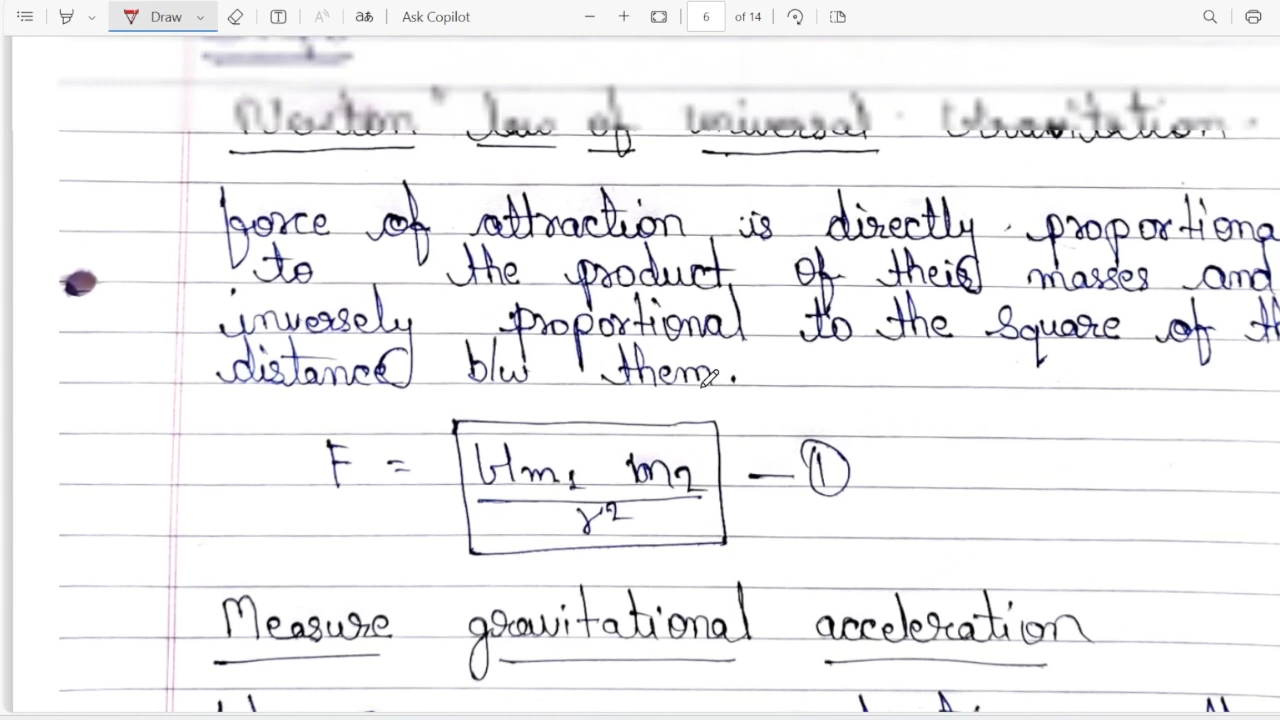 Draw
Ask Copilot
6 of 14
Newton" law of universal Gravitation.
force of attraction is directly proportiona
to the product of their masses and
inversely proportional to the square of th
distance b/w them.
F = Gm1 m2 — ①
r2
Measure gravitational acceleration